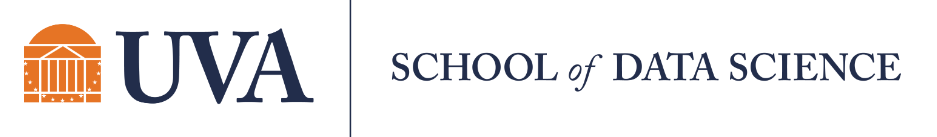 UVA
SCHOOL of DATA SCIENCE